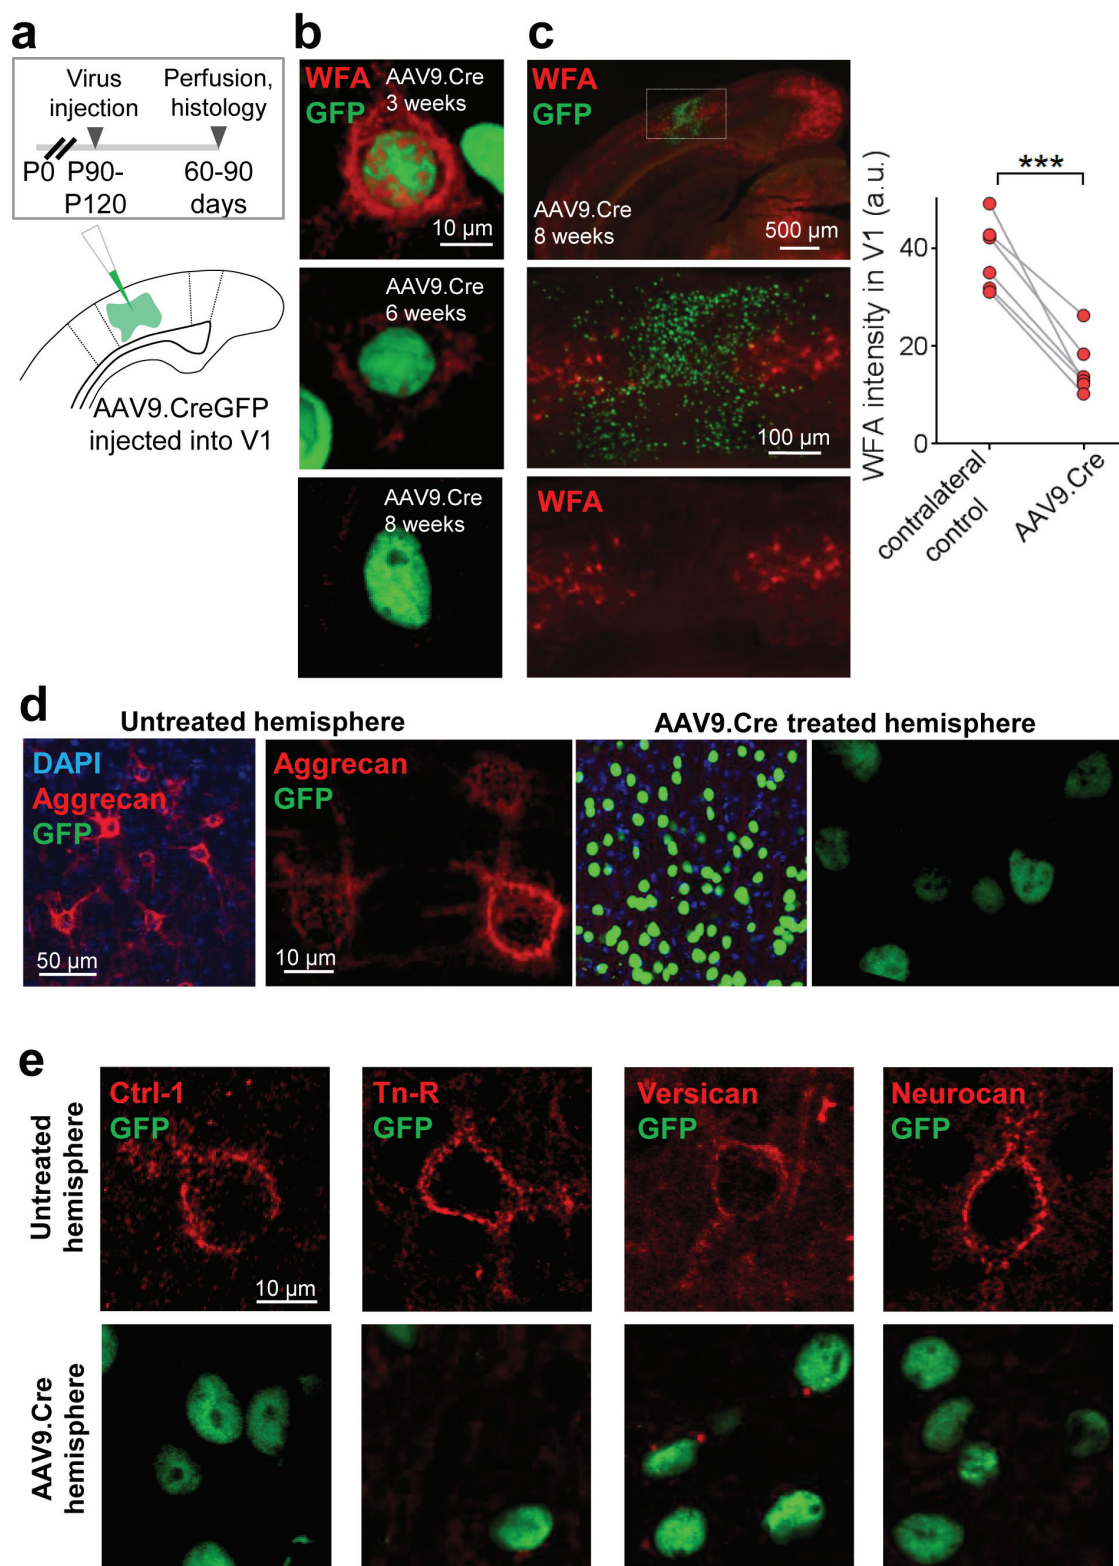 a
Virus
injection
Perfusion,
histology
P0
P90-
P120
60-90
days
AAV9.CreGFP
injected into V1
b
WFA
GFP
AAV9.Cre
3 weeks
10 µm
AAV9.Cre
6 weeks
AAV9.Cre
8 weeks
c
WFA
GFP
AAV9.Cre
8 weeks
500 µm
100 µm
WFA
WFA intensity in V1 (a.u.)
***
40
20
0
contralateral
control
AAV9.Cre
d
Untreated hemisphere
AAV9.Cre treated hemisphere
DAPI
Aggrecan
GFP
50 µm
Aggrecan
GFP
10 µm
e
Untreated
hemisphere
Ctrl-1
GFP
10 µm
Tn-R
GFP
Versican
GFP
Neurocan
GFP
AAV9.Cre
hemisphere